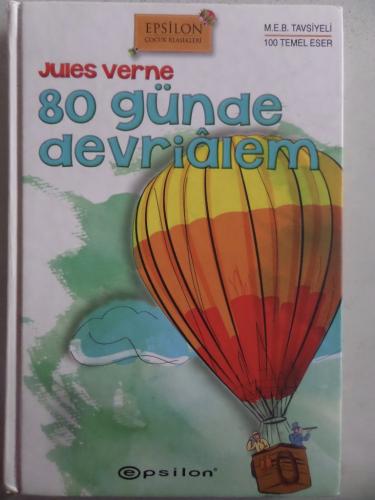 EPSİLON
ÇOCUK KLASİKLERİ
M.E.B. TAVSİYELİ
100 TEMEL ESER
Jules Verne
80 günde
devriâlem
epsilon®